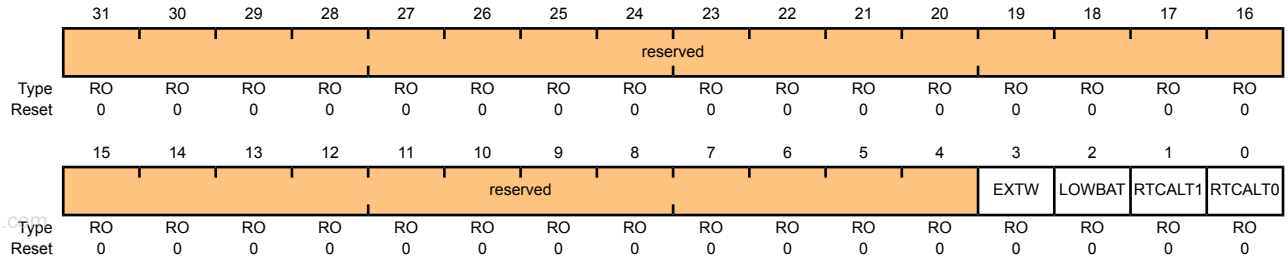 31 30 29 28 27 26 25 24 23 22 21 20 19 18 17 16
reserved
Type RO RO RO RO RO RO RO RO RO RO RO RO RO RO RO RO
Reset 0 0 0 0 0 0 0 0 0 0 0 0 0 0 0 0
15 14 13 12 11 10 9 8 7 6 5 4 3 2 1 0
reserved EXTW LOWBAT RTCALT1 RTCALT0
.com
Type RO RO RO RO RO RO RO RO RO RO RO RO RO RO RO RO
Reset 0 0 0 0 0 0 0 0 0 0 0 0 0 0 0 0